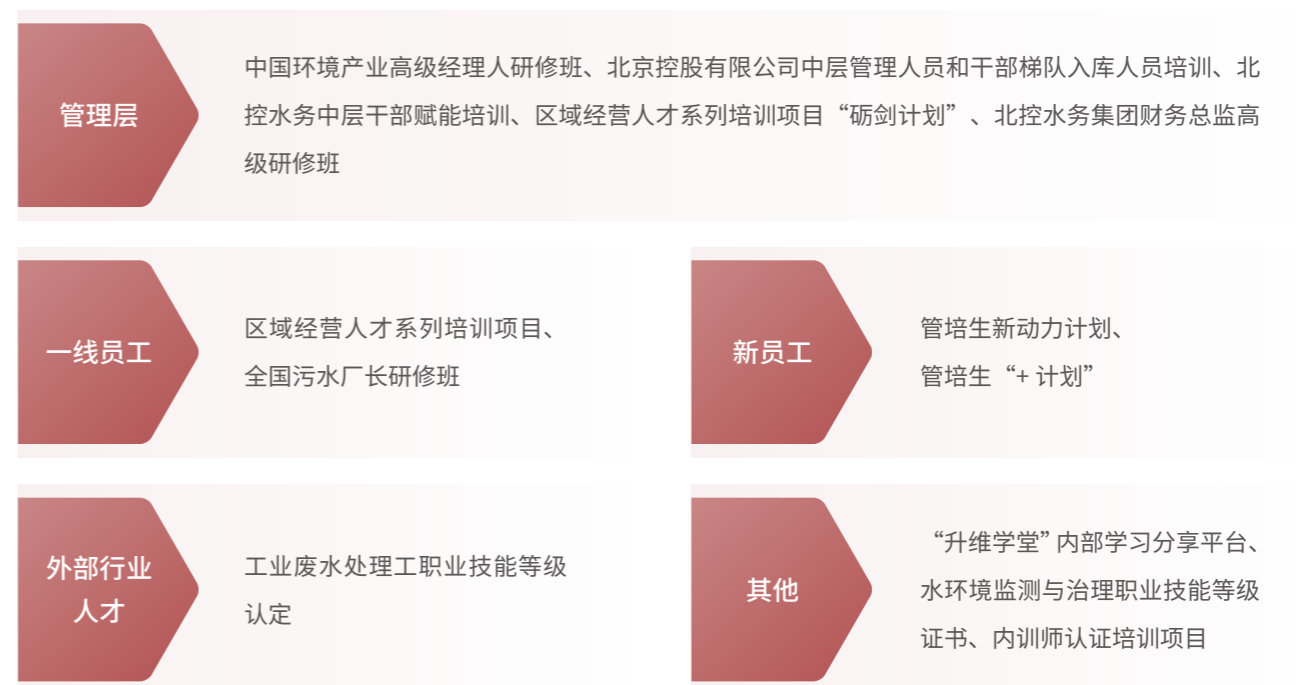 管理层
中国环境产业高级经理人研修班、北京控股有限公司中层管理人员和干部梯队入库人员培训、北
控水务中层干部赋能培训、区域经营人才系列培训项目“砺剑计划”、北控水务集团财务总监高
级研修班
一线员工
区域经营人才系列培训项目、
全国污水厂长研修班
新员工
管培生新动力计划、
管培生“+ 计划”
外部行业
人才
工业废水处理工职业技能等级
认定
其他
“升维学堂”内部学习分享平台、
水环境监测与治理职业技能等级
证书、内训师认证培训项目